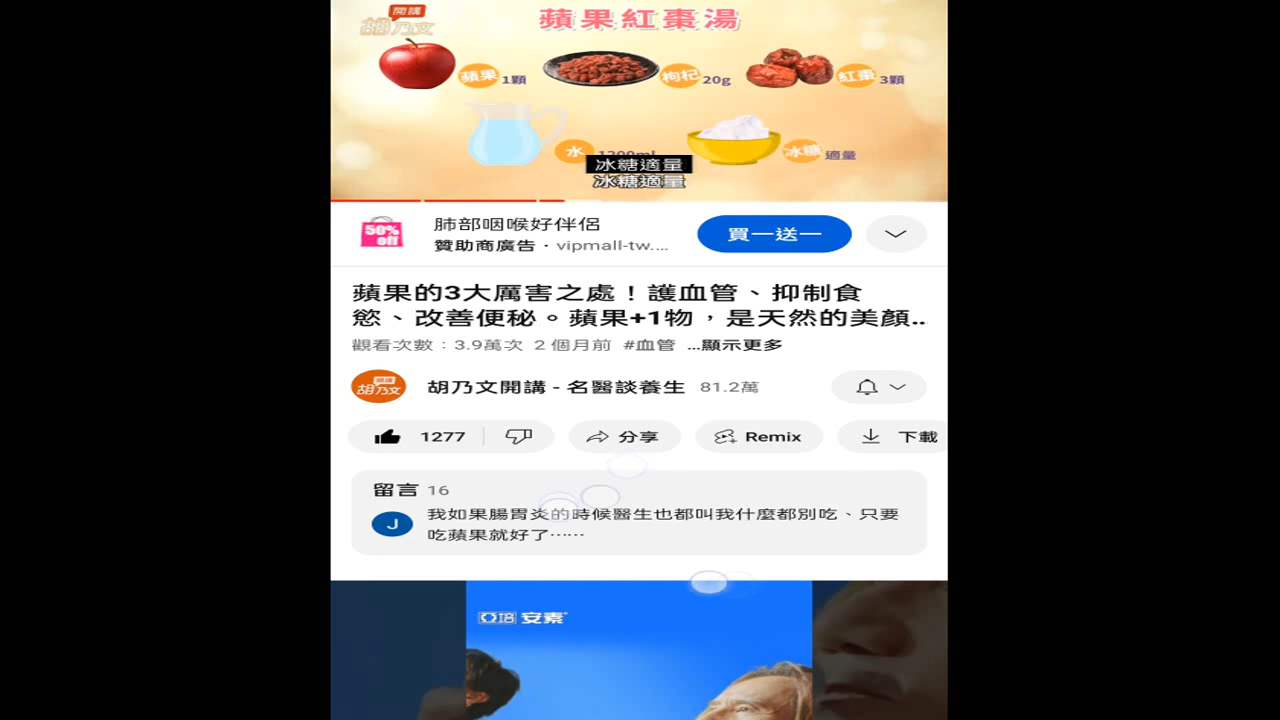 開講
胡乃文
蘋果紅棗湯
蘋果 1顆
枸杞 20g
紅棗 3顆
水 1200ml
冰糖 適量
冰糖適量
冰糖適量
50% off
肺部咽喉好伴侶
贊助商廣告・vipmall-tw....
買一送一
蘋果的3大厲害之處！護血管、抑制食
慾、改善便秘。蘋果+1物，是天然的美顏..
觀看次數：3.9萬次 2 個月前 #血管 ...顯示更多
開講
胡乃文
胡乃文開講 - 名醫談養生 81.2萬
1277
分享
Remix
下載
留言 16
J
我如果腸胃炎的時候醫生也都叫我什麼都別吃、只要
吃蘋果就好了⋯⋯
亞培 安素